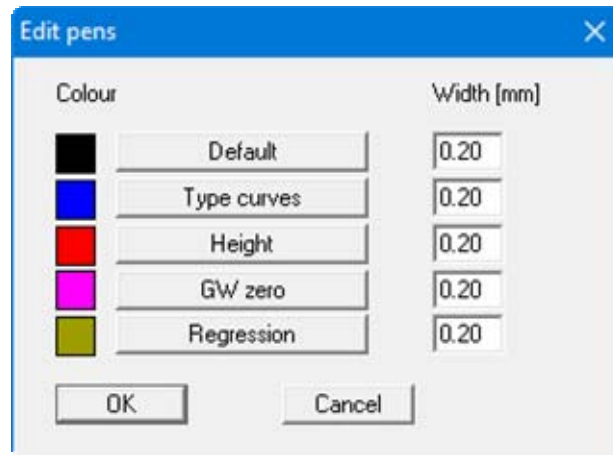 Edit pens
Colour Width [mm]
Default 0.20
Type curves 0.20
Height 0.20
GW zero 0.20
Regression 0.20
OK Cancel